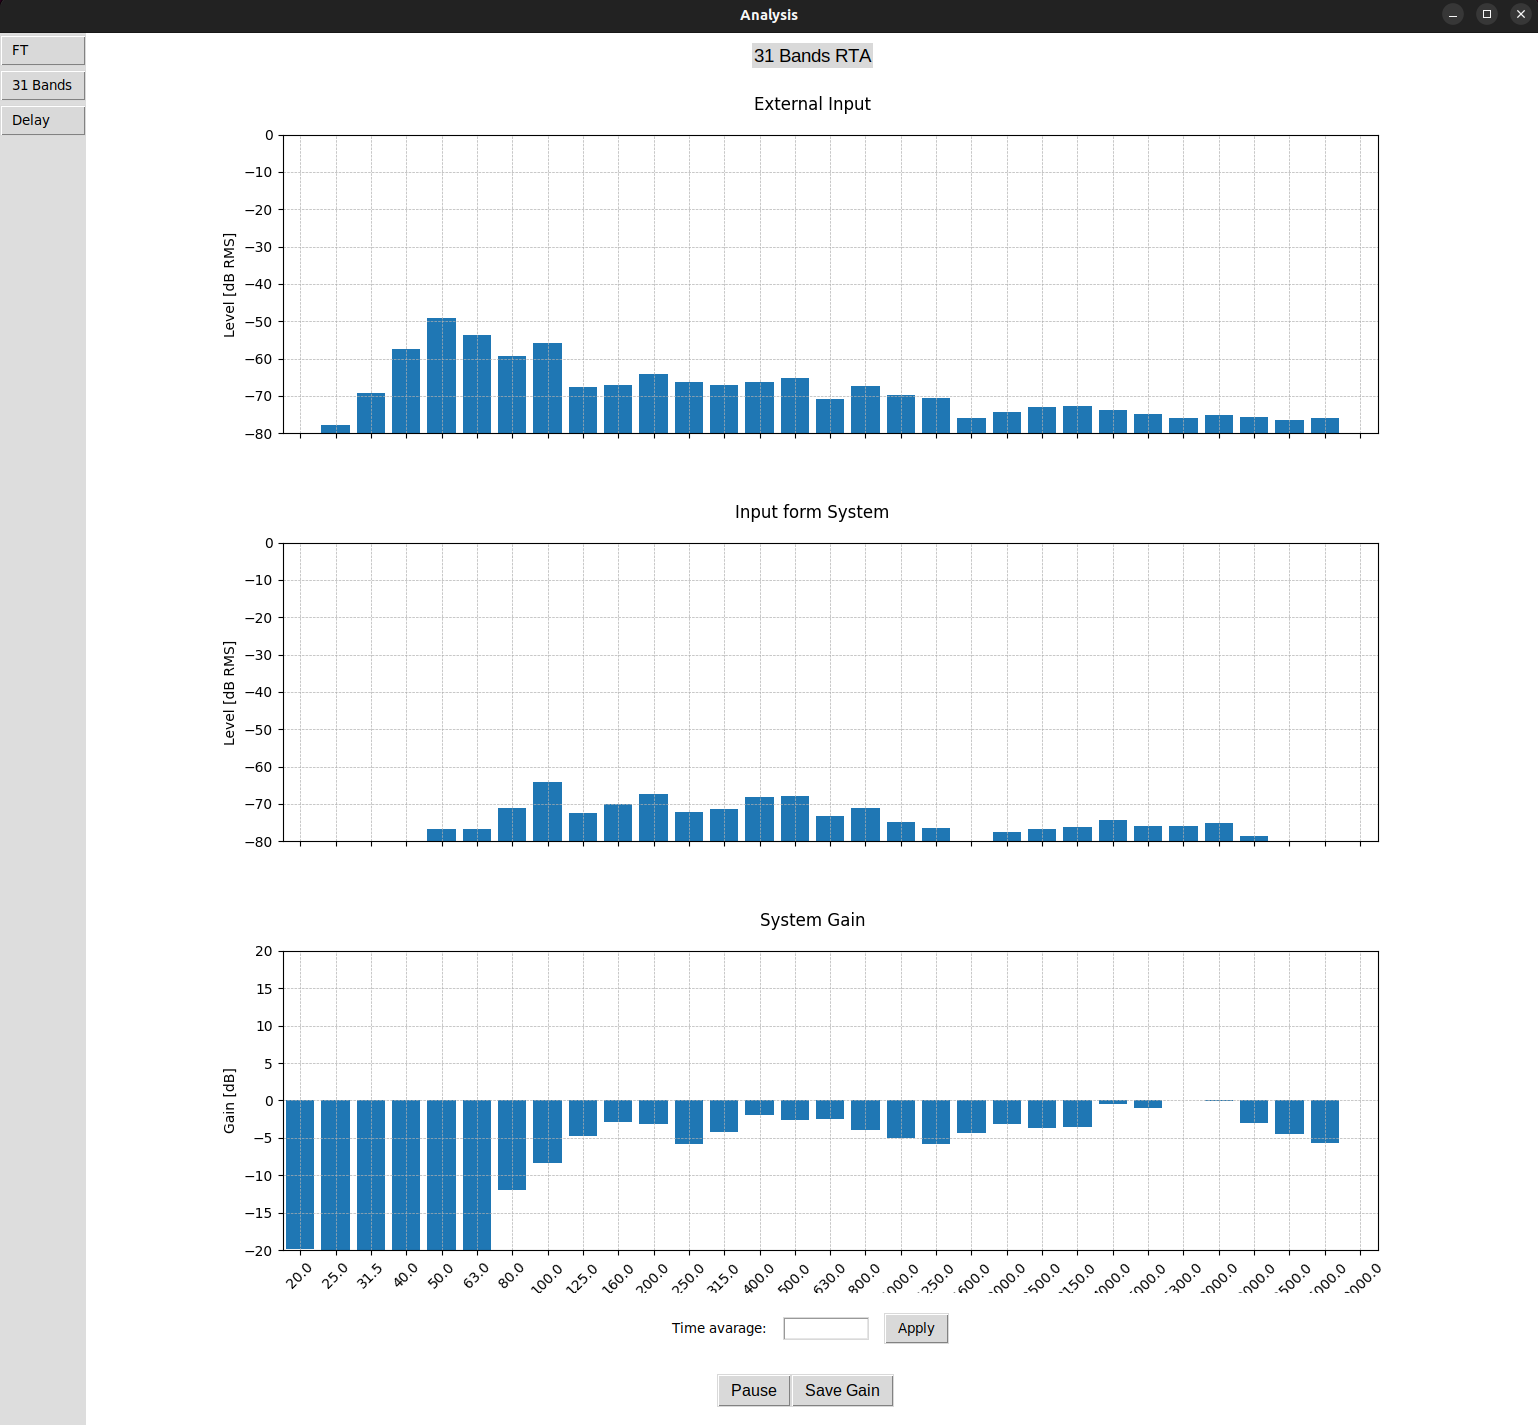 Analysis
FT
31 Bands
Delay
31 Bands RTA
External Input
0
−10
−20
−30
−40
−50
−60
−70
−80
Level [dB RMS]
Input form System
0
−10
−20
−30
−40
−50
−60
−70
−80
Level [dB RMS]
System Gain
20
15
10
5
0
−5
−10
−15
−20
Gain [dB]
20.0 25.0 31.5 40.0 50.0 63.0 80.0 100.0 125.0 160.0 200.0 250.0 315.0 400.0 500.0 630.0 800.0
Time avarage:
Apply
Pause Save Gain